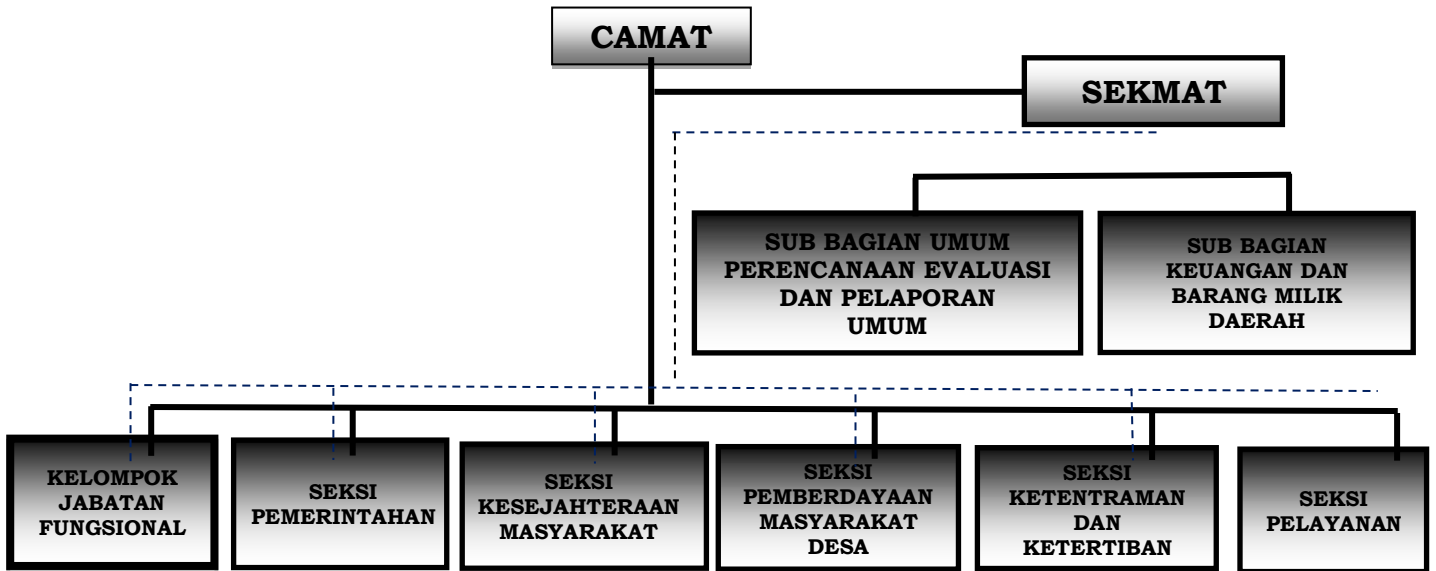 CAMAT
SEKMAT
SUB BAGIAN UMUM
PERENCANAAN EVALUASI
DAN PELAPORAN
UMUM
SUB BAGIAN
KEUANGAN DAN
BARANG MILIK
DAERAH
KELOMPOK
JABATAN
FUNGSIONAL
SEKSI
PEMERINTAHAN
SEKSI
KESEJAHTERAAN
MASYARAKAT
SEKSI
PEMBERDAYAAN
MASYARAKAT
DESA
SEKSI
KETENTRAMAN
DAN
KETERTIBAN
SEKSI
PELAYANAN